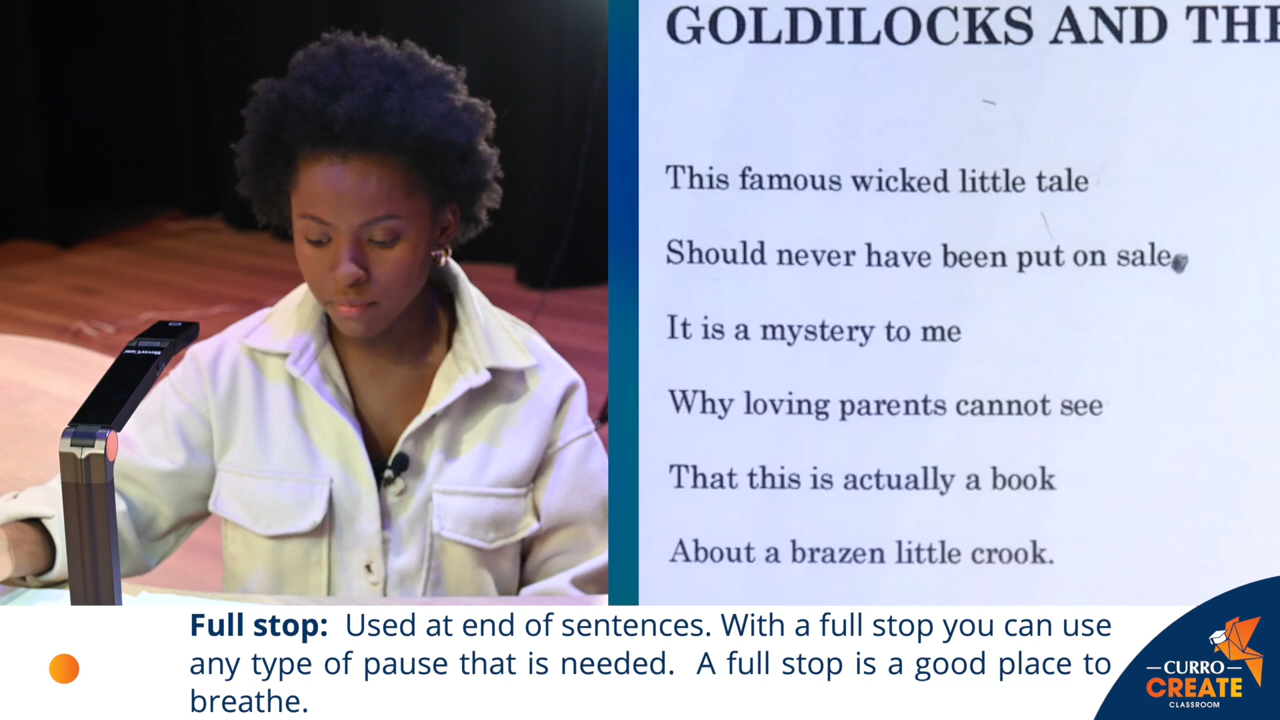 GOLDILOCKS AND THE
This famous wicked little tale
Should never have been put on sale.
It is a mystery to me
Why loving parents cannot see
That this is actually a book
About a brazen little crook.
Full stop: Used at end of sentences. With a full stop you can use
any type of pause that is needed. A full stop is a good place to
breathe.
CURRO
CREATE
CLASSROOM